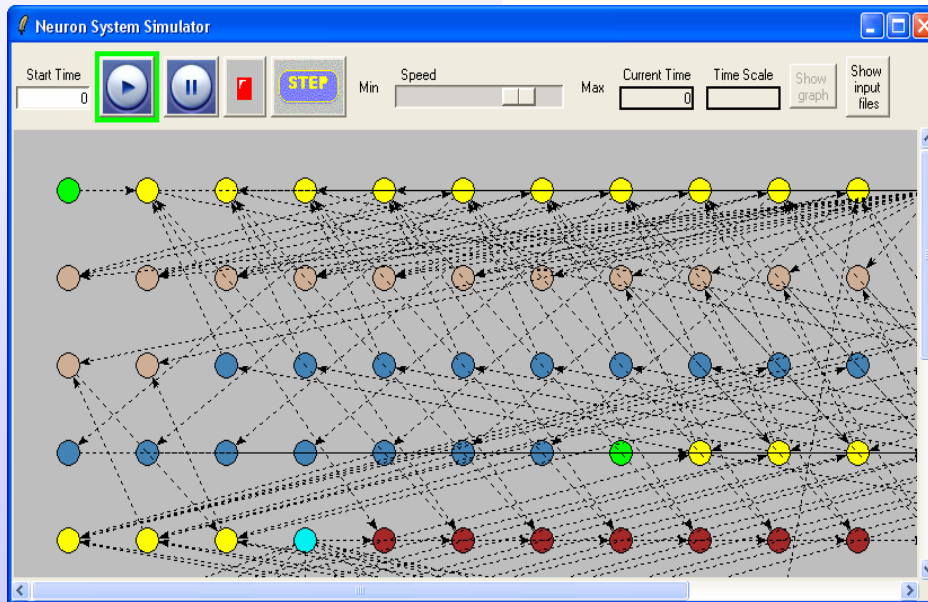 Neuron System Simulator
Start Time
0
STEP
Min
Speed
Max
Current Time
0
Time Scale
Show
graph
Show
input
files